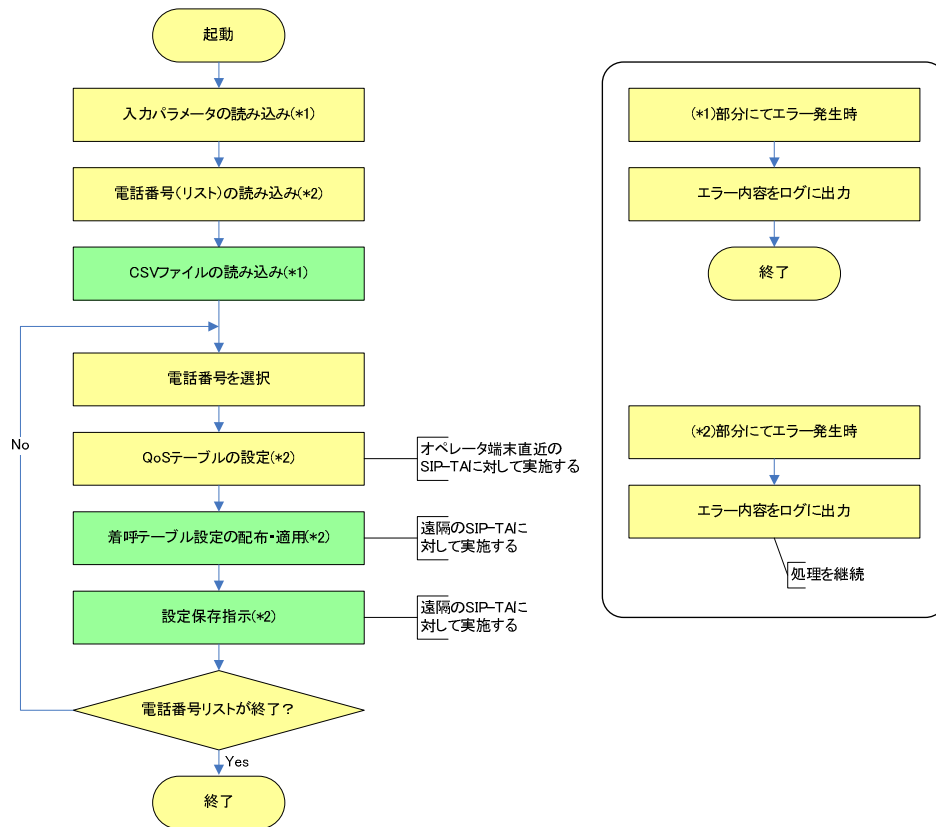 起動
入力パラメータの読み込み(*1)
電話番号(リスト)の読み込み(*2)
CSVファイルの読み込み(*1)
電話番号を選択
No
QoSテーブルの設定(*2)
オペレータ端末直近の
SIP-TAに対して実施する
着呼テーブル設定の配布・適用(*2)
遠隔のSIP-TAに
対して実施する
設定保存指示(*2)
遠隔のSIP-TAに
対して実施する
電話番号リストが終了?
Yes
終了
(*1)部分にてエラー発生時
エラー内容をログに出力
終了
(*2)部分にてエラー発生時
エラー内容をログに出力
処理を継続